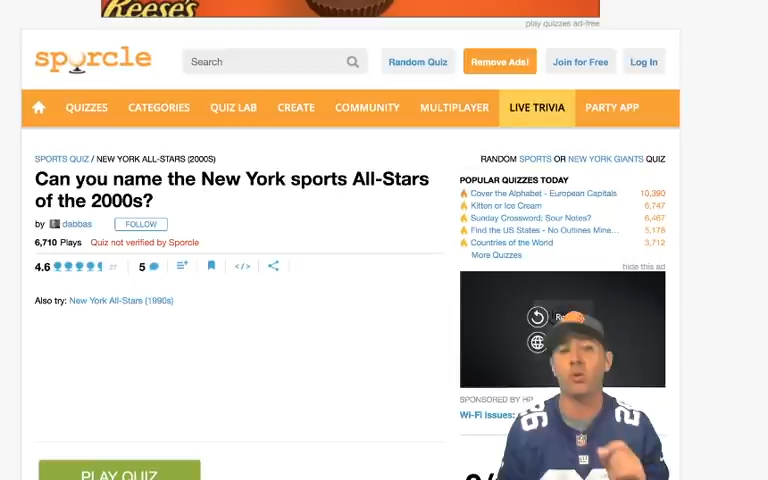 Reese's
play quizzes ad-free
sporcle
Search
Random Quiz
Remove Ads!
Join for Free
Log In
QUIZZES
CATEGORIES
QUIZ LAB
CREATE
COMMUNITY
MULTIPLAYER
LIVE TRIVIA
PARTY APP
SPORTS QUIZ / NEW YORK ALL-STARS (2000S)
RANDOM SPORTS OR NEW YORK GIANTS QUIZ
Can you name the New York sports All-Stars
of the 2000s?
by dabbas
FOLLOW
6,710 Plays Quiz not verified by Sporcle
4.6 27 5
Also try: New York All-Stars (1990s)
POPULAR QUIZZES TODAY
Cover the Alphabet - European Capitals 10,390
Kitten or Ice Cream 6,747
Sunday Crossword: Sour Notes? 6,467
Find the US States - No Outlines Mine... 5,178
Countries of the World 3,712
More Quizzes
hide this ad
SPONSORED BY HP
Wi-Fi issues:
26
26
NFL
PLAY QUIZ